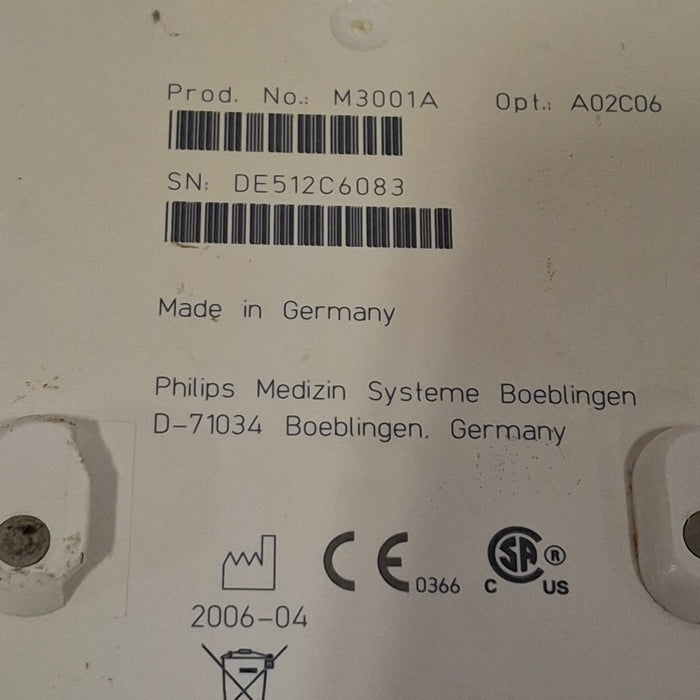 Prod. No.: M3001A Opt.: A02C06
SN: DE512C6083
Made in Germany
Philips Medizin Systeme Boeblingen
D-71034 Boeblingen. Germany
CE 0366
C SA ® C US
2006-04